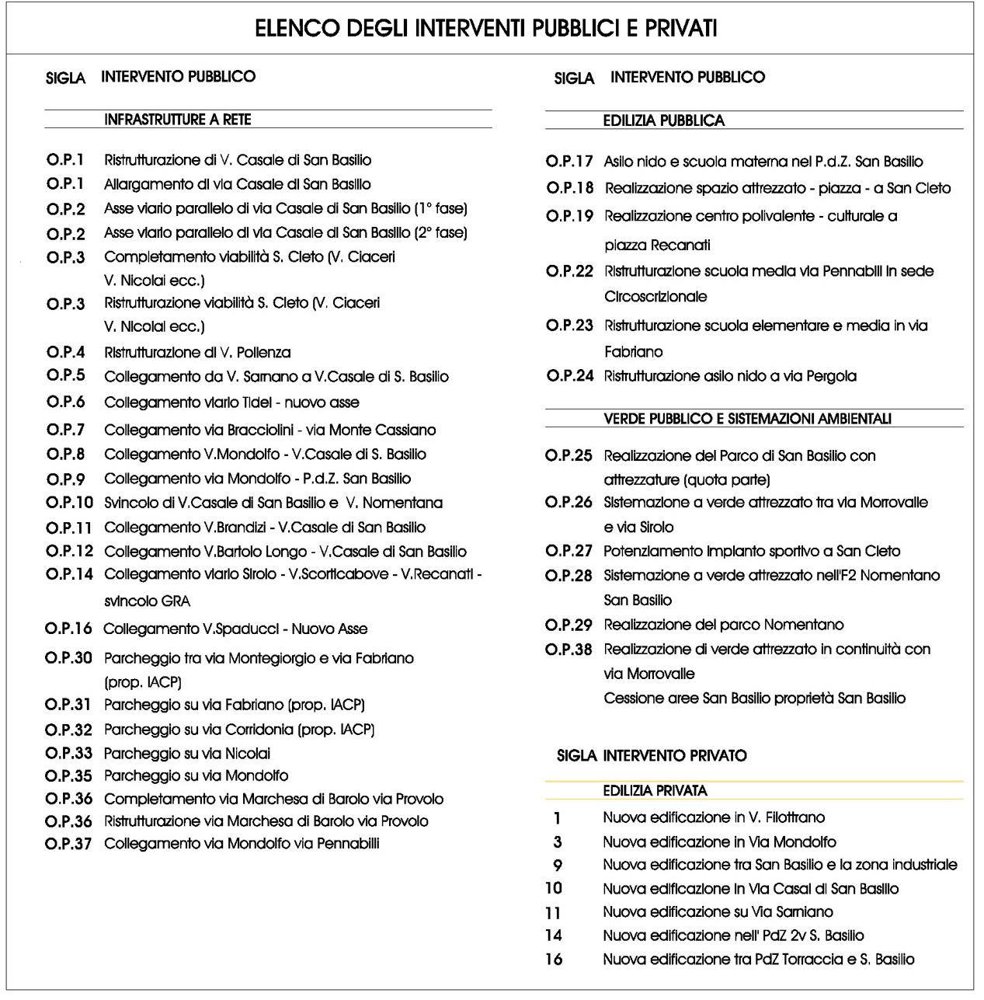 ELENCO DEGLI INTERVENTI PUBBLICI E PRIVATI
SIGLA INTERVENTO PUBBLICO
INFRASTRUTTURE A RETE
O.P.1 Ristrutturazione di V. Casale di San Basilio
O.P.1 Allargamento di via Casale di San Basilio
O.P.2 Asse viario parallelo di via Casale di San Basilio (1° fase)
O.P.2 Asse viario parallelo di via Casale di San Basilio (2° fase)
O.P.3 Completamento viabilità S. Cleto (V. Ciaceri
V. Nicolai ecc.)
O.P.3 Ristrutturazione viabilità S. Cleto (V. Ciaceri
V. Nicolai ecc.)
O.P.4 Ristrutturazione di V. Pollenza
O.P.5 Collegamento da V. Sarnano a V.Casale di S. Basilio
O.P.6 Collegamento viario Tidei - nuovo asse
O.P.7 Collegamento via Bracciolini - via Monte Cassiano
O.P.8 Collegamento V.Mondolfo - V.Casale di S. Basilio
O.P.9 Collegamento via Mondolfo - P.d.Z. San Basilio
O.P.10 Svincolo di V.Casale di San Basilio e V. Nomentana
O.P.11 Collegamento V.Brandizi - V.Casale di San Basilio
O.P.12 Collegamento V.Bartolo Longo - V.Casale di San Basilio
O.P.14 Collegamento viario Sirolo - V.Scorticabove - V.Recanati -
svincolo GRA
O.P.16 Collegamento V.Spaducci - Nuovo Asse
O.P.30 Parcheggio tra via Montegiorgio e via Fabriano
(prop. IACP)
O.P.31 Parcheggio su via Fabriano (prop. IACP)
O.P.32 Parcheggio su via Corridonia (prop. IACP)
O.P.33 Parcheggio su via Nicolai
O.P.35 Parcheggio su via Mondolfo
O.P.36 Completamento via Marchesa di Barolo via Provolo
O.P.36 Ristrutturazione via Marchesa di Barolo via Provolo
O.P.37 Collegamento via Mondolfo via Pennabilli
SIGLA INTERVENTO PUBBLICO
EDILIZIA PUBBLICA
O.P.17 Asilo nido e scuola materna nel P.d.Z. San Basilio
O.P.18 Realizzazione spazio attrezzato - piazza - a San Cleto
O.P.19 Realizzazione centro polivalente - culturale a
piazza Recanati
O.P.22 Ristrutturazione scuola media via Pennabili in sede
Circoscrizionale
O.P.23 Ristrutturazione scuola elementare e media in via
Fabriano
O.P.24 Ristrutturazione asilo nido a via Pergola
VERDE PUBBLICO E SISTEMAZIONI AMBIENTALI
O.P.25 Realizzazione del Parco di San Basilio con
attrezzature (quota parte)
O.P.26 Sistemazione a verde attrezzato tra via Morrovalle
e via Sirolo
O.P.27 Potenziamento impianto sportivo a San Cleto
O.P.28 Sistemazione a verde attrezzato nell'F2 Nomentano
San Basilio
O.P.29 Realizzazione del parco Nomentano
O.P.38 Realizzazione di verde attrezzato in continuità con
via Morrovalle
Cessione aree San Basilio proprietà San Basilio
SIGLA INTERVENTO PRIVATO
EDILIZIA PRIVATA
1 Nuova edificazione in V. Filottrano
3 Nuova edificazione in Via Mondolfo
9 Nuova edificazione tra San Basilio e la zona industriale
10 Nuova edificazione in Via Casal di San Basilio
11 Nuova edificazione su Via Sarniano
14 Nuova edificazione nell' PdZ 2v S. Basilio
16 Nuova edificazione tra PdZ Torraccia e S. Basilio